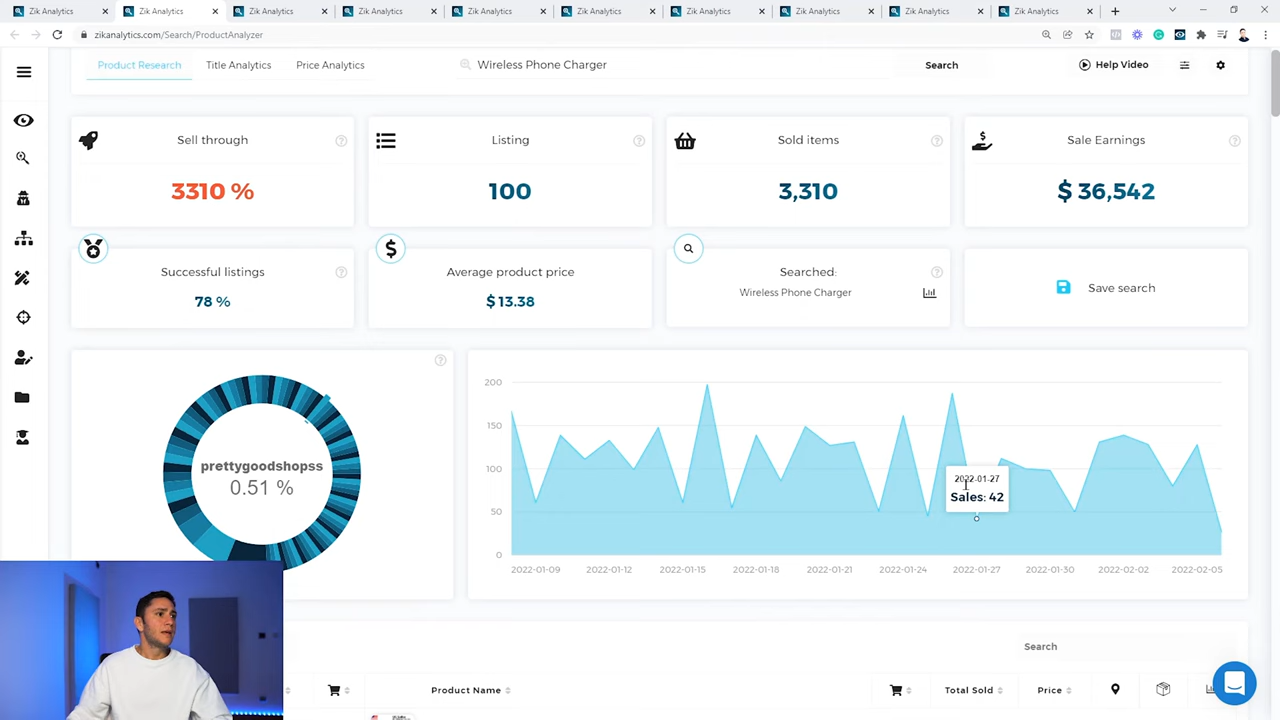 Zik Analytics
Zik Analytics
Zik Analytics
Zik Analytics
Zik Analytics
Zik Analytics
Zik Analytics
Zik Analytics
Zik Analytics
Zik Analytics
zikanalytics.com/Search/ProductAnalyzer
Product Research
Title Analytics
Price Analytics
Wireless Phone Charger
Search
Help Video
Sell through
3310 %
Listing
100
Sold items
3,310
Sale Earnings
$ 36,542
Successful listings
78 %
Average product price
$ 13.38
Searched:
Wireless Phone Charger
Save search
prettygoodshopss
0.51 %
200
150
100
50
0
2022-01-27
Sales: 42
2022-01-09
2022-01-12
2022-01-15
2022-01-18
2022-01-21
2022-01-24
2022-01-27
2022-01-30
2022-02-02
2022-02-05
Search
Product Name
Total Sold
Price